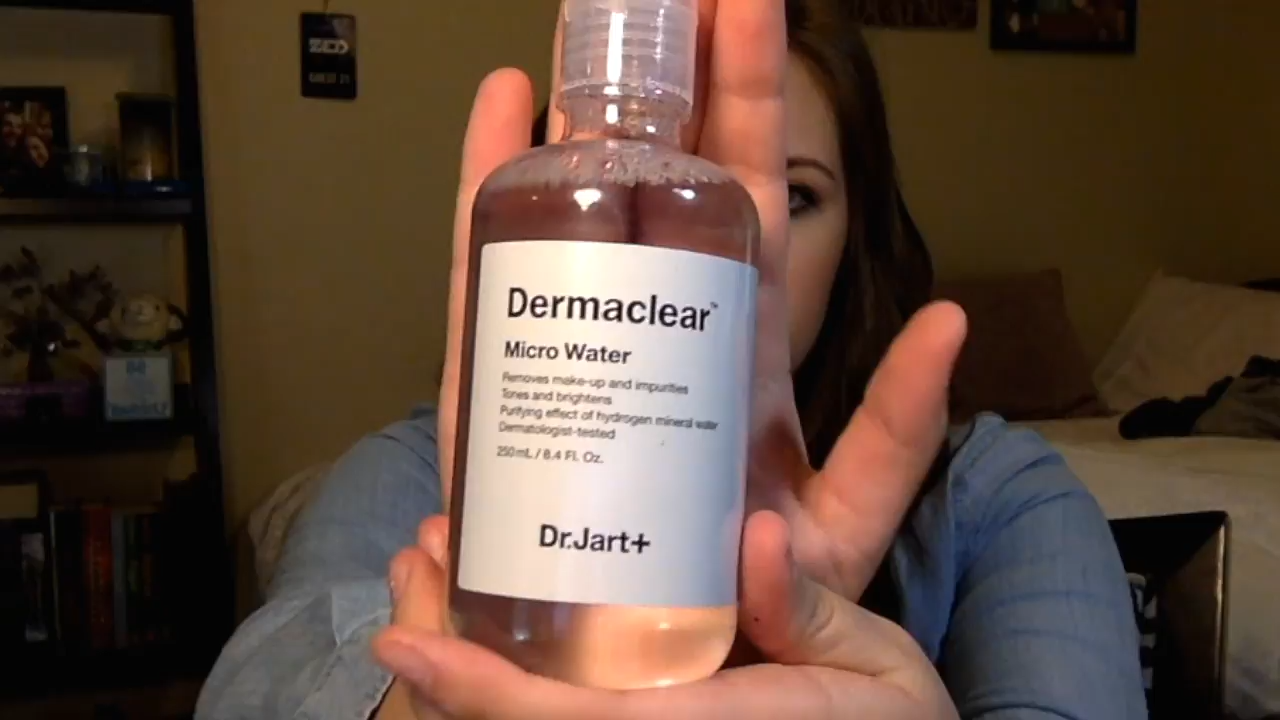 ZEDD
Dermaclear™
Micro Water
Removes make-up and impurities
Tones and brightens
Purifying effect of hydrogen mineral water
Dermatologist-tested
250mL / 8.4 Fl. Oz.
Dr.Jart+